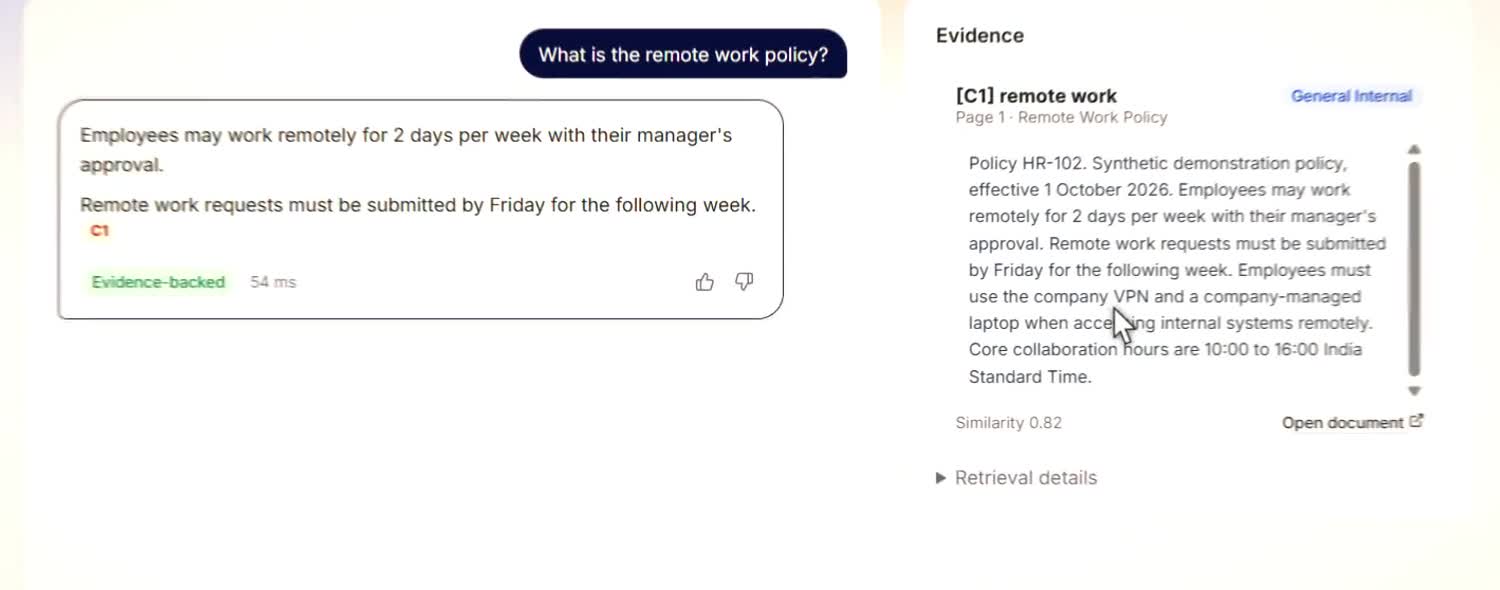 What is the remote work policy?
Employees may work remotely for 2 days per week with their manager's
approval.
Remote work requests must be submitted by Friday for the following week.
C1
Evidence-backed 54 ms
Evidence
[C1] remote work General Internal
Page 1 · Remote Work Policy
Policy HR-102. Synthetic demonstration policy,
effective 1 October 2026. Employees may work
remotely for 2 days per week with their manager's
approval. Remote work requests must be submitted
by Friday for the following week. Employees must
use the company VPN and a company-managed
laptop when internal systems remotely.
Core collaboration hours are 10:00 to 16:00 India
Standard Time.
Similarity 0.82 Open document
Retrieval details